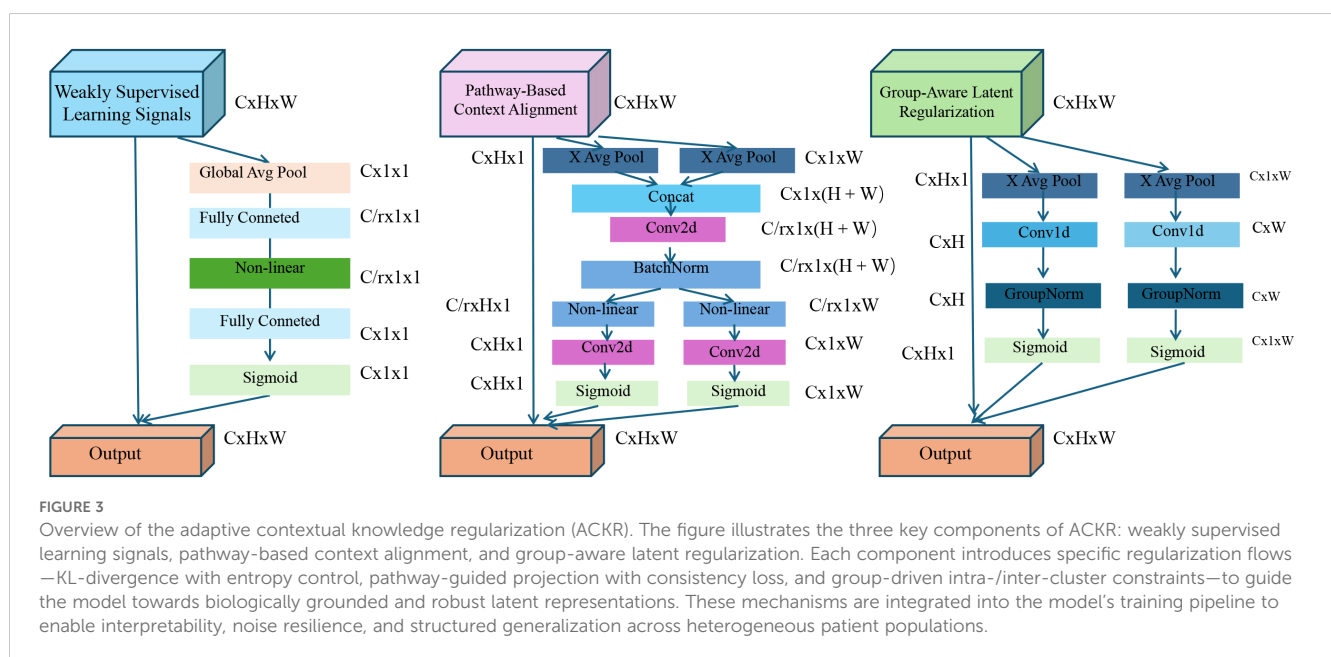 Weakly Supervised
Learning Signals
CxHxW
Global Avg Pool
Cx1x1
Fully Conneted
C/rx1x1
Non-linear
C/rx1x1
Fully Conneted
Cx1x1
Sigmoid
Cx1x1
CxHxW
Output
Pathway-Based
Context Alignment
CxHxW
CxHx1
X Avg Pool
X Avg Pool
Cx1xW
Concat
Cx1x(H + W)
Conv2d
C/rx1x(H + W)
BatchNorm
C/rx1x(H + W)
C/rxHx1
Non-linear
Non-linear
C/rx1xW
CxHx1
Conv2d
Conv2d
Cx1xW
CxHx1
Sigmoid
Sigmoid
Cx1xW
CxHxW
Output
Group-Aware Latent
Regularization
CxHxW
CxHx1
X Avg Pool
X Avg Pool
Cx1xW
CxH
Conv1d
Conv1d
CxW
CxH
GroupNorm
GroupNorm
CxW
CxHx1
Sigmoid
Sigmoid
Cx1xW
CxHxW
Output
FIGURE 3
Overview of the adaptive contextual knowledge regularization (ACKR). The figure illustrates the three key components of ACKR: weakly supervised
learning signals, pathway-based context alignment, and group-aware latent regularization. Each component introduces specific regularization flows
—KL-divergence with entropy control, pathway-guided projection with consistency loss, and group-driven intra-/inter-cluster constraints—to guide
the model towards biologically grounded and robust latent representations. These mechanisms are integrated into the model's training pipeline to
enable interpretability, noise resilience, and structured generalization across heterogeneous patient populations.